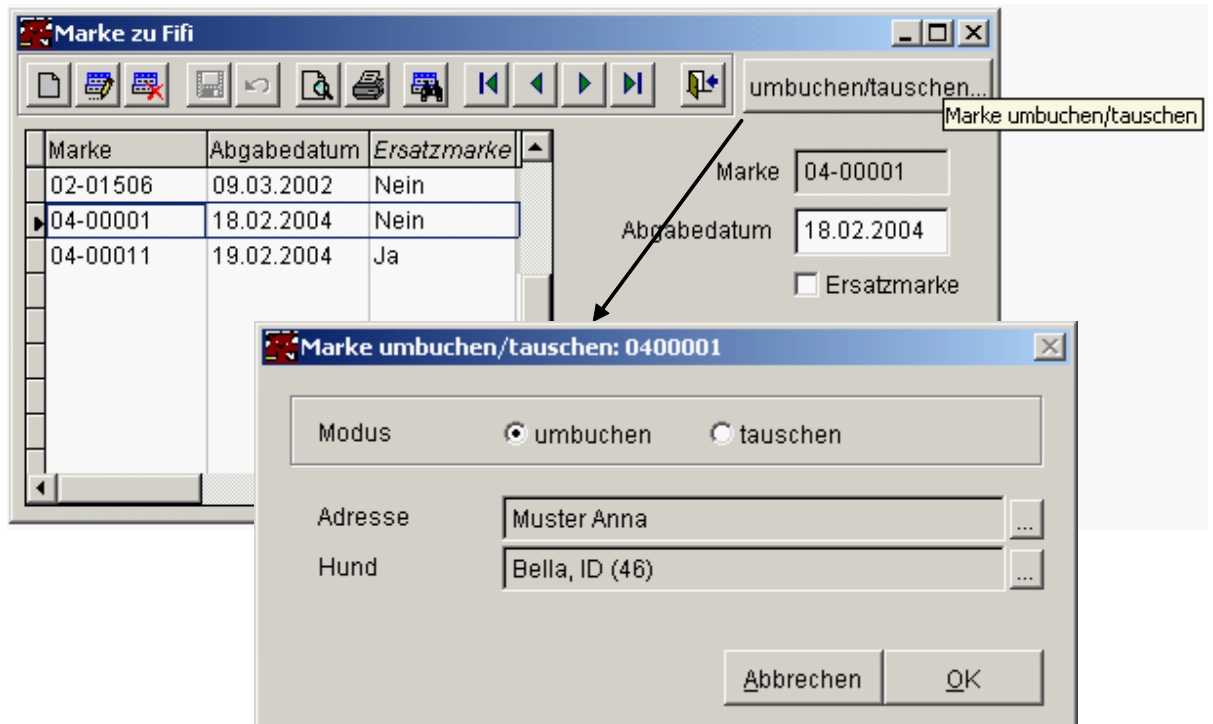 Marke zu Fifi
umbuchen/tauschen...
Marke umbuchen/tauschen
Marke Abgabedatum Ersatzmarke
02-01506 09.03.2002 Nein
04-00001 18.02.2004 Nein
04-00011 19.02.2004 Ja
Marke 04-00001
Abgabedatum 18.02.2004
Ersatzmarke
Marke umbuchen/tauschen: 0400001
Modus umbuchen tauschen
Adresse Muster Anna ...
Hund Bella, ID (46) ...
Abbrechen OK